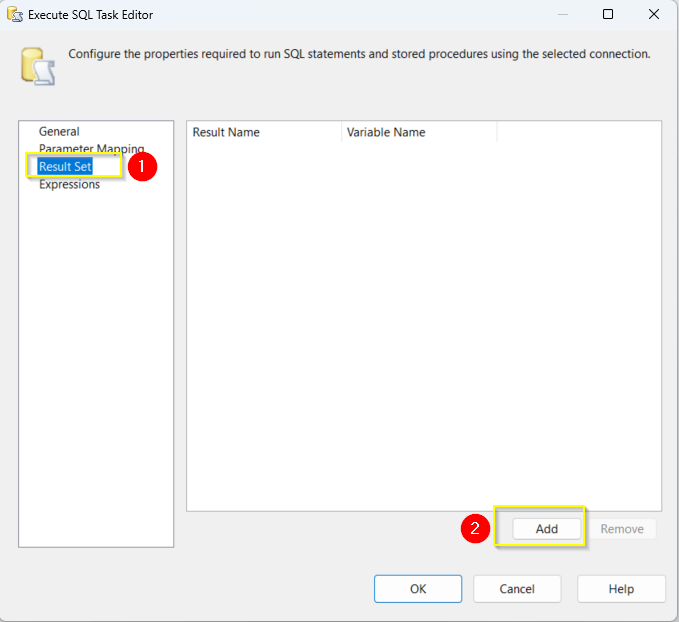 Execute SQL Task Editor
Configure the properties required to run SQL statements and stored procedures using the selected connection.
General
Parameter Mapping
Result Set
1
Expressions
Result Name Variable Name
2
Add Remove
OK Cancel Help